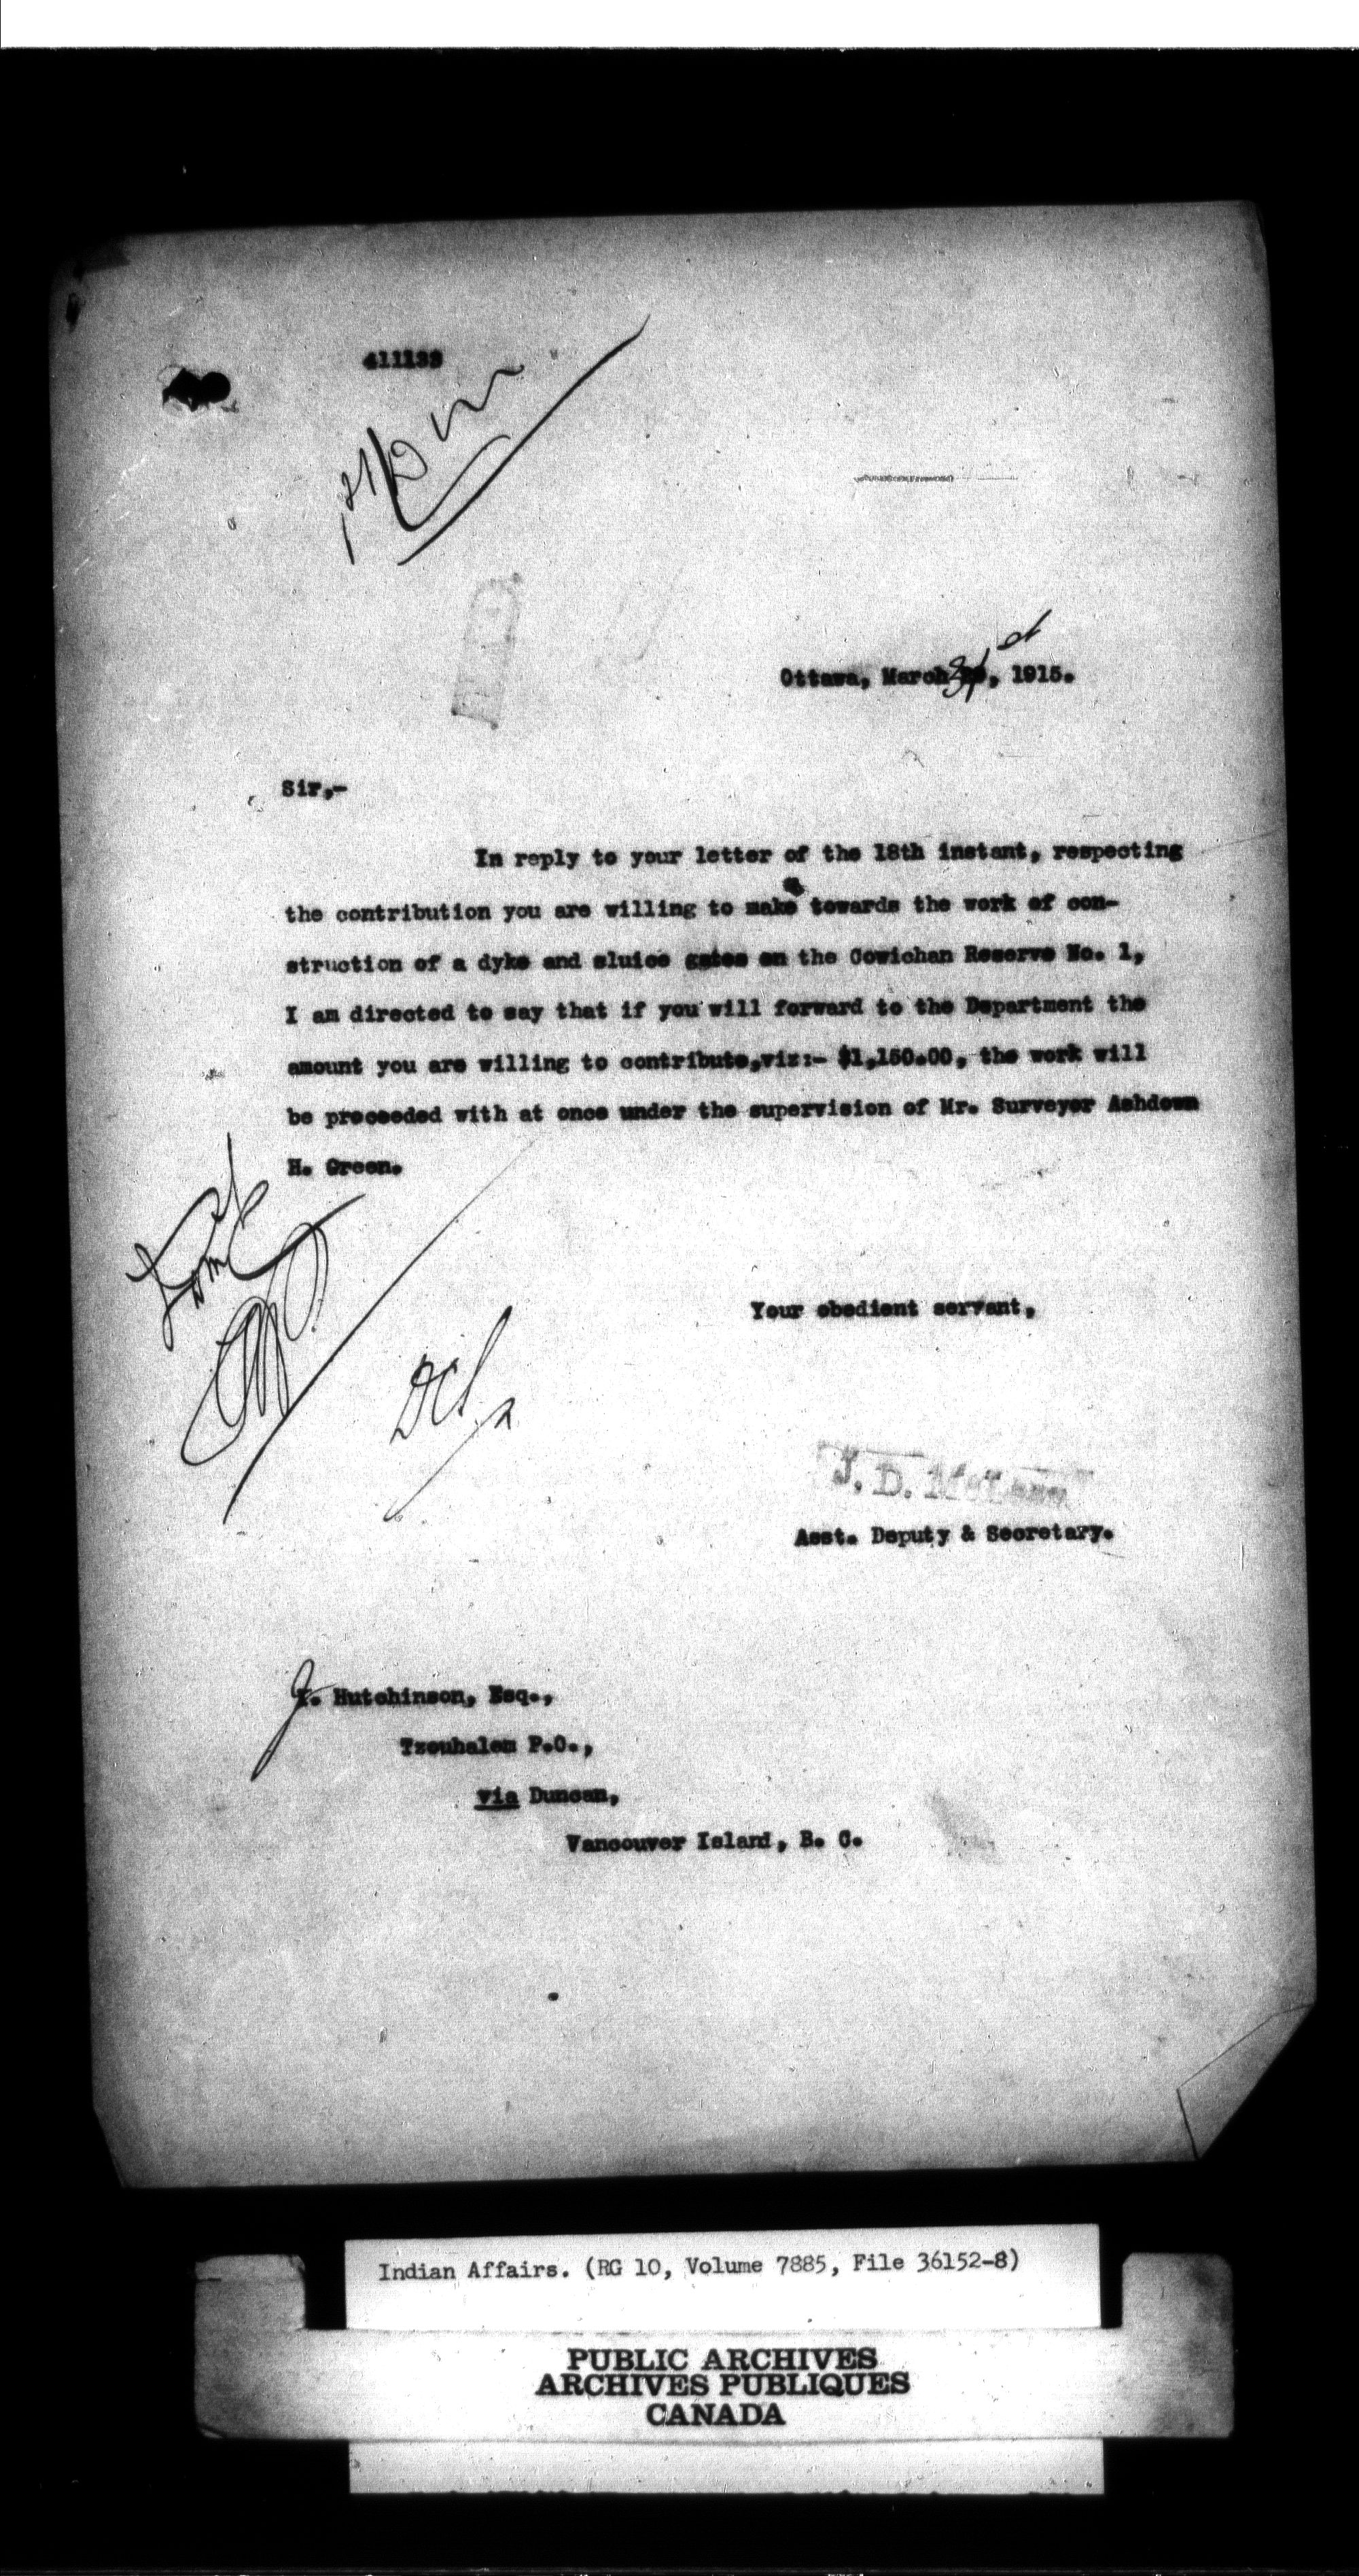 411133
Ottawa, March 31st, 1915.
Sir,-
In reply to your letter of the 18th instant, respecting
the contribution you are willing to make towards the work of con-
struction of a dyke and sluice gates on the Cowichan Reserve No. 1,
I am directed to say that if you will forward to the Department the
amount you are willing to contribute,viz:- $1,150.00, the work will
be proceeded with at once under the supervision of Mr. Surveyor Ashdown
H. Green.
Your obedient servant,
DCS
J. D. McLean
Asst. Deputy & Secretary.
J. Hutchinson, Esq.,
Tzouhalem P.O.,
via Duncan,
Vancouver Island, B. C.
Indian Affairs. (RG 10, Volume 7885, File 36152-8)
PUBLIC ARCHIVES
ARCHIVES PUBLIQUES
CANADA